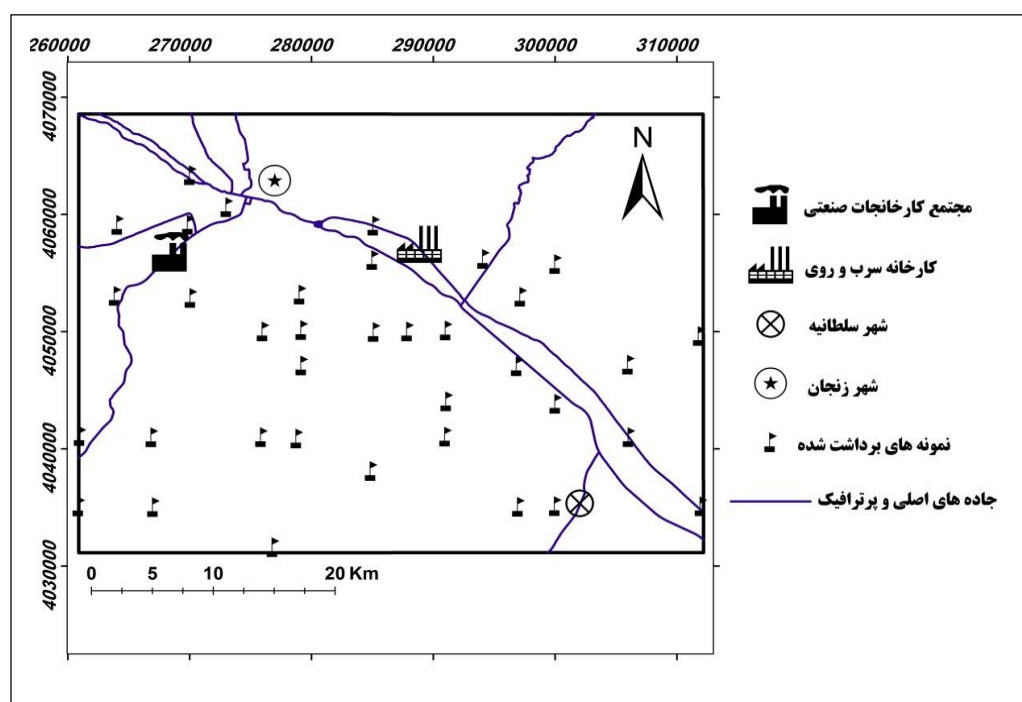 260000 270000 280000 290000 300000 310000
4070000
4060000
4050000
4040000
4030000
N
0 5 10 20 Km
مجتمع کارخانجات صنعتی
کارخانه سرب و روی
شهر سلطانیه
شهر زنجان
نمونه های برداشت شده
جاده های اصلی و پرترافیک